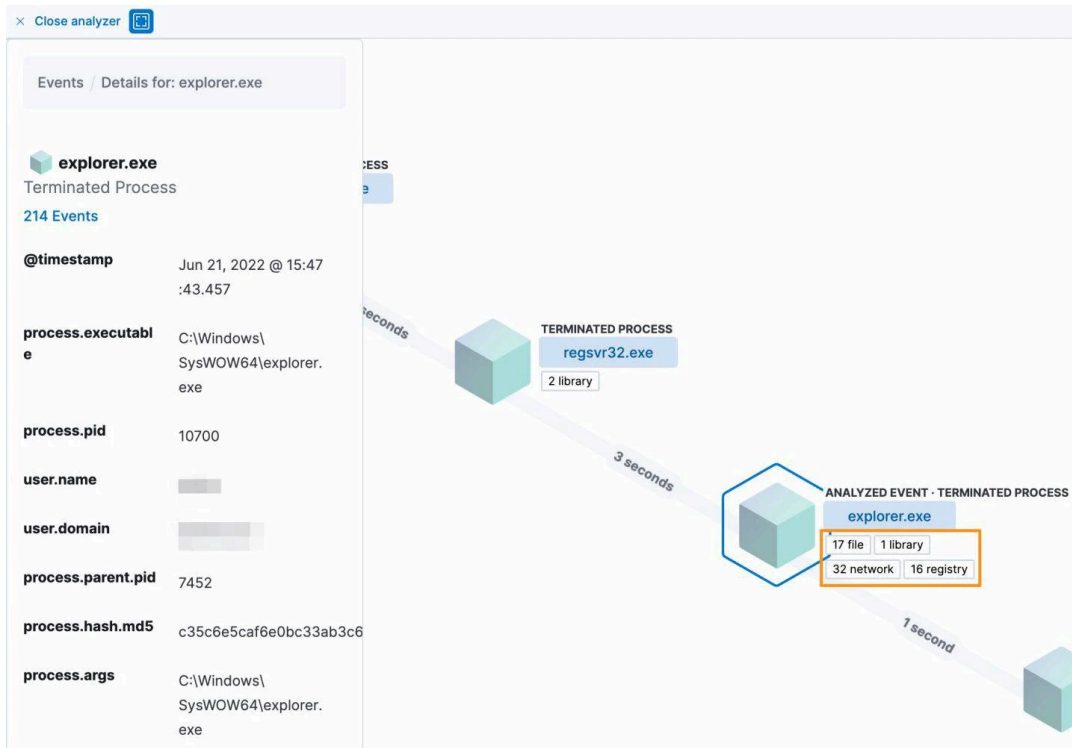 × Close analyzer
Events / Details for: explorer.exe
explorer.exe
Terminated Process
214 Events
@timestamp
Jun 21, 2022 @ 15:47
:43.457
process.executabl
e
C:\Windows\
SysWOW64\explorer.
exe
process.pid
10700
user.name
user.domain
process.parent.pid
7452
process.hash.md5
c35c6e5caf6e0bc33ab3c6
process.args
C:\Windows\
SysWOW64\explorer.
exe
CESS
e
seconds
TERMINATED PROCESS
regsvr32.exe
2 library
3 seconds
ANALYZED EVENT · TERMINATED PROCESS
explorer.exe
17 file 1 library
32 network 16 registry
1 second